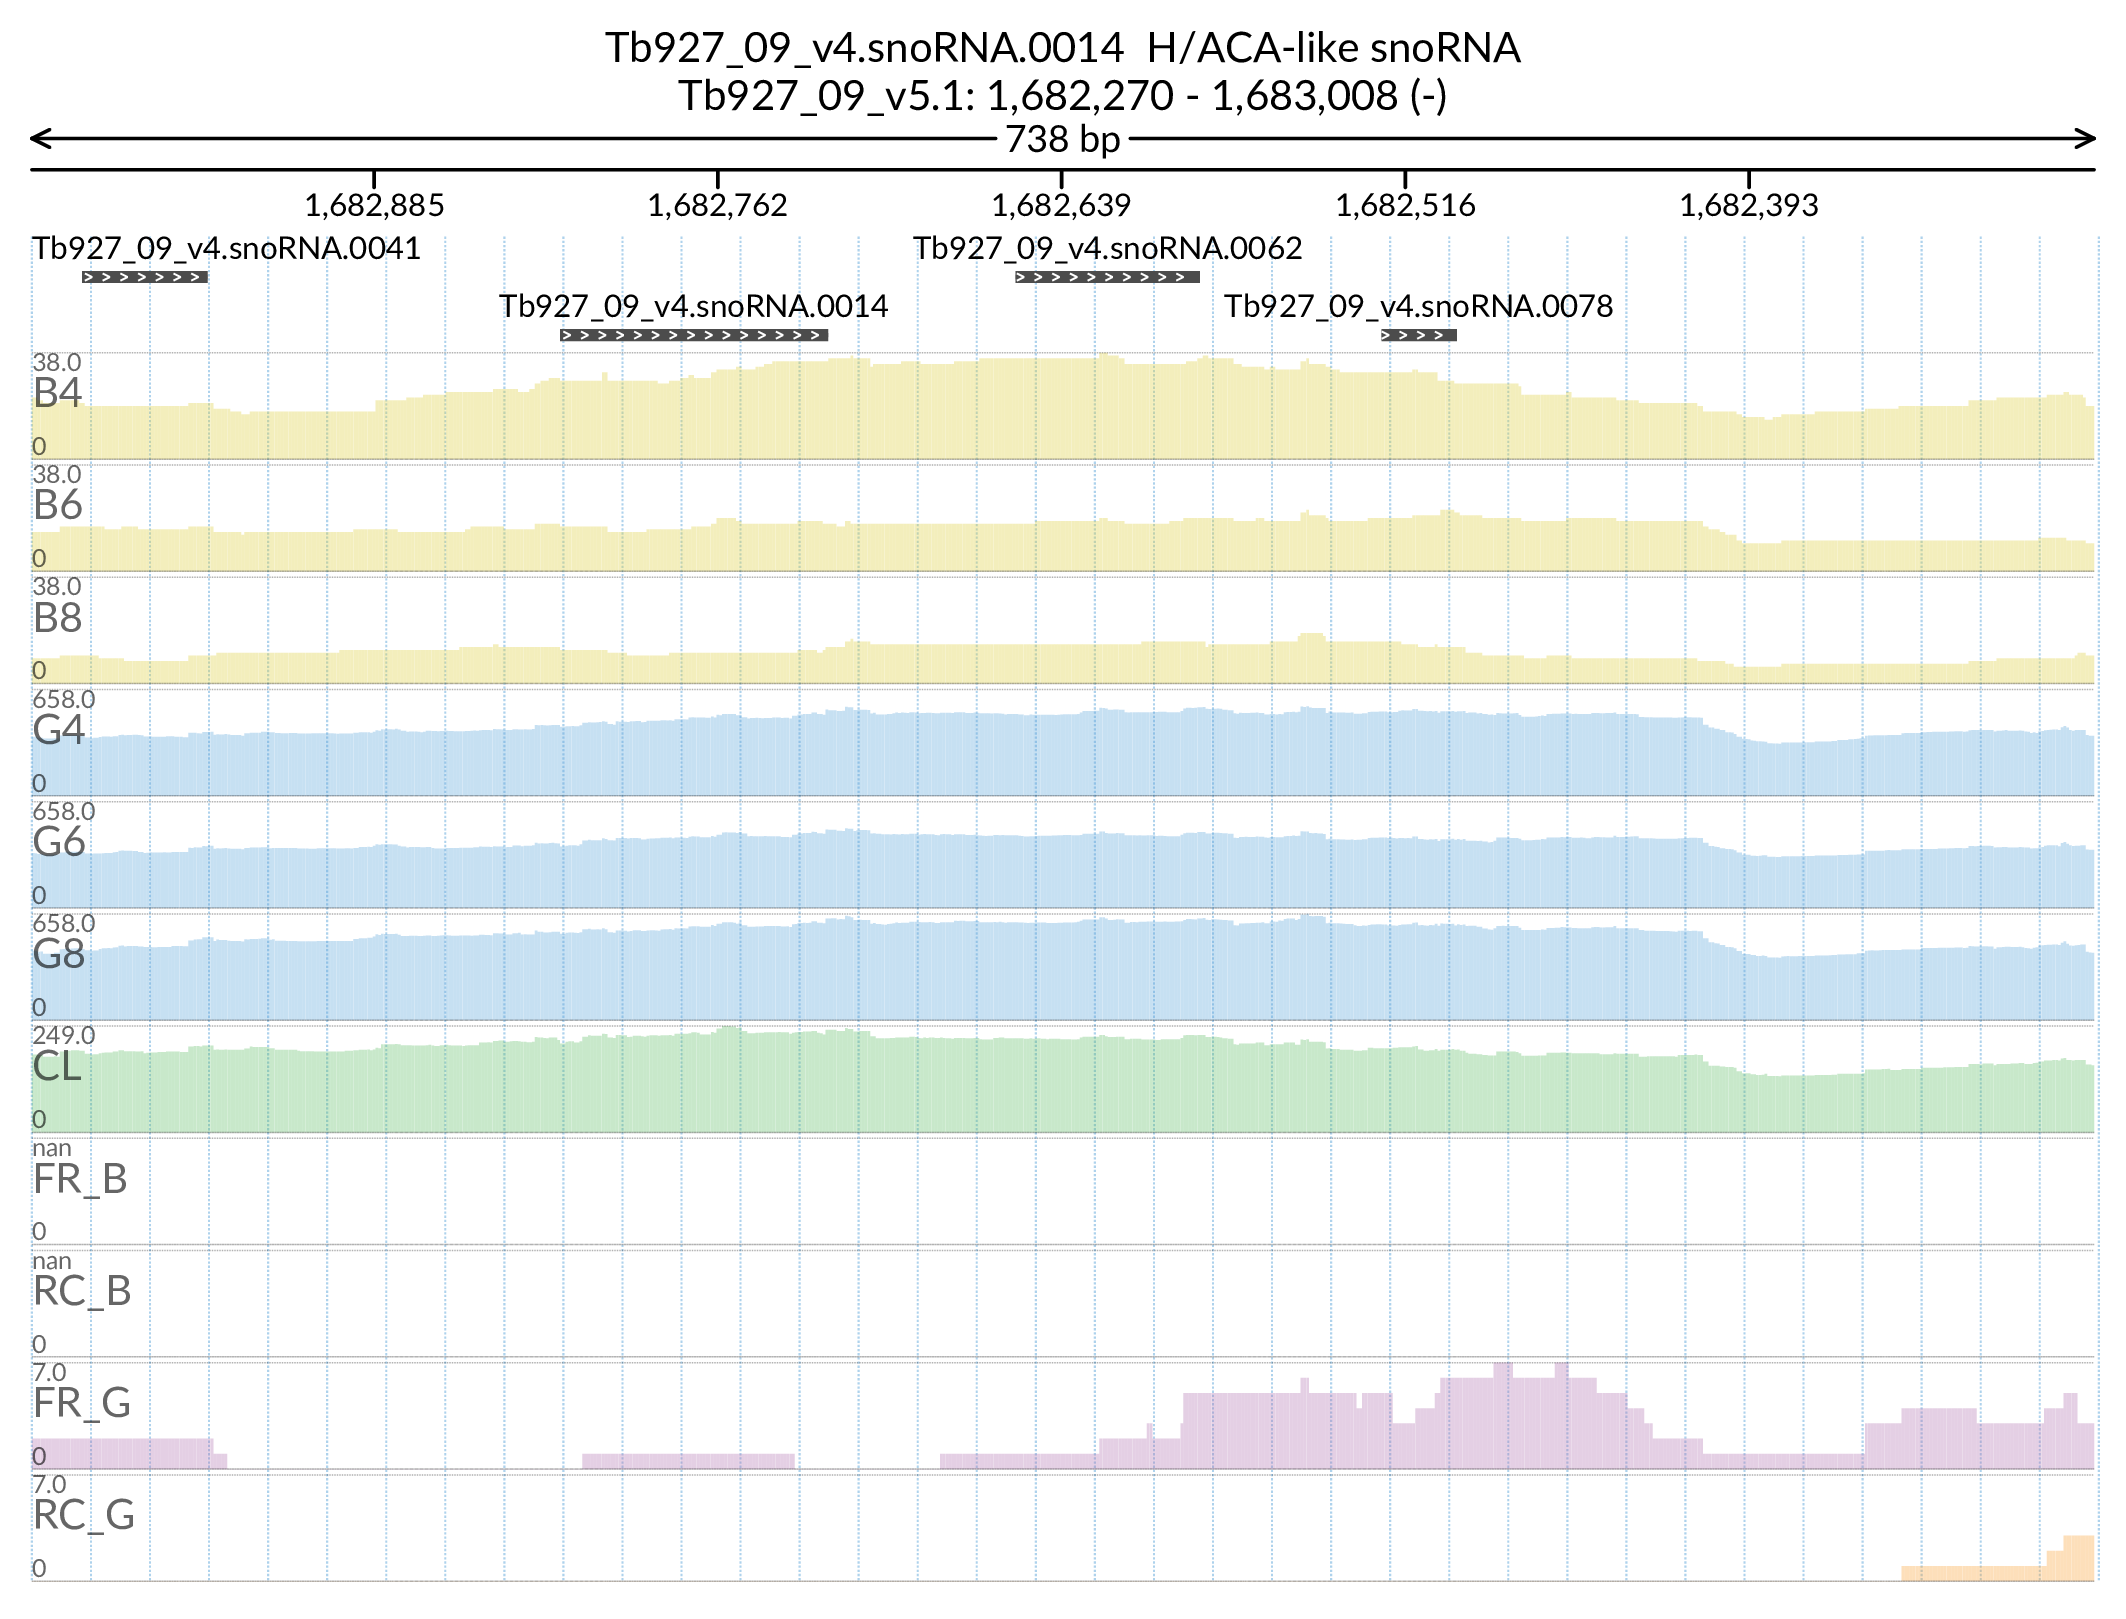 Tb927_09_v4.snoRNA.0014  H/ACA-like snoRNA
Tb927_09_v5.1: 1,682,270 - 1,683,008 (-)
738 bp
1,682,885 1,682,762 1,682,639 1,682,516 1,682,393
Tb927_09_v4.snoRNA.0041 Tb927_09_v4.snoRNA.0062
Tb927_09_v4.snoRNA.0014 Tb927_09_v4.snoRNA.0078
38.0
B4
0
38.0
B6
0
38.0
B8
0
658.0
G4
0
658.0
G6
0
658.0
G8
0
249.0
CL
0
nan
FR_B
0
nan
RC_B
0
7.0
FR_G
0
7.0
RC_G
0